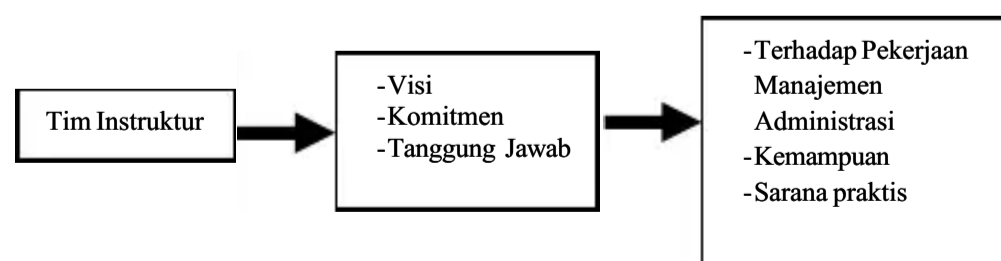 Tim Instruktur
-Visi
-Komitmen
-Tanggung Jawab
-Terhadap Pekerjaan
Manajemen
Administrasi
-Kemampuan
-Sarana praktis